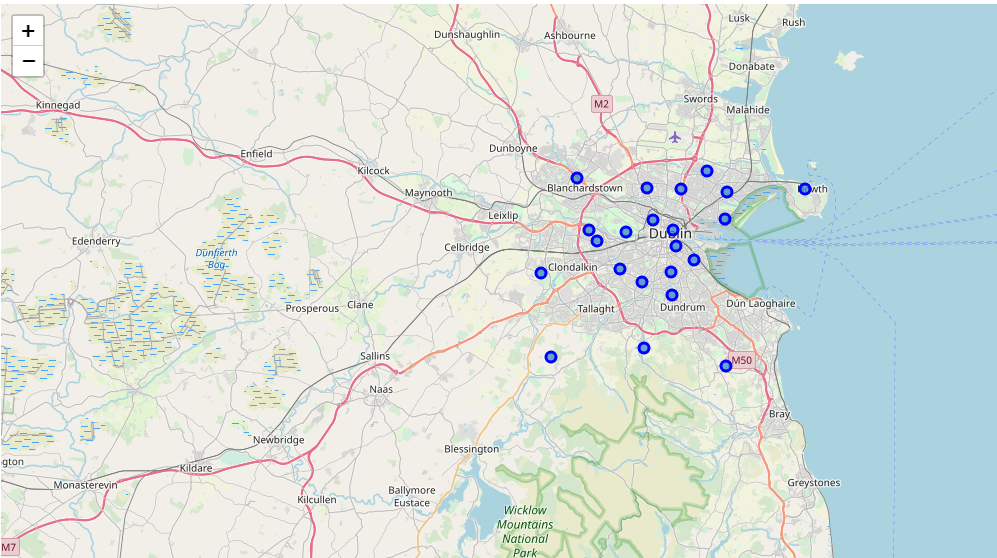 +
−
Dunshaughlin
Ashbourne
Lusk
Rush
Donabate
Kinnegad
M2
Swords
Malahide
Dunboyne
Enfield
Kilcock
Maynooth
Blanchardstown
Leixlip
Dublin
Edenderry
Dunfierth
Bog
Celbridge
Clondalkin
Prosperous
Clane
Tallaght
Dundrum
Dún Laoghaire
Sallins
Naas
M50
Bray
Newbridge
Blessington
Kildare
Monasterevin
Kilcullen
Ballymore
Eustace
Greystones
Wicklow
Mountains
National
Park
M7